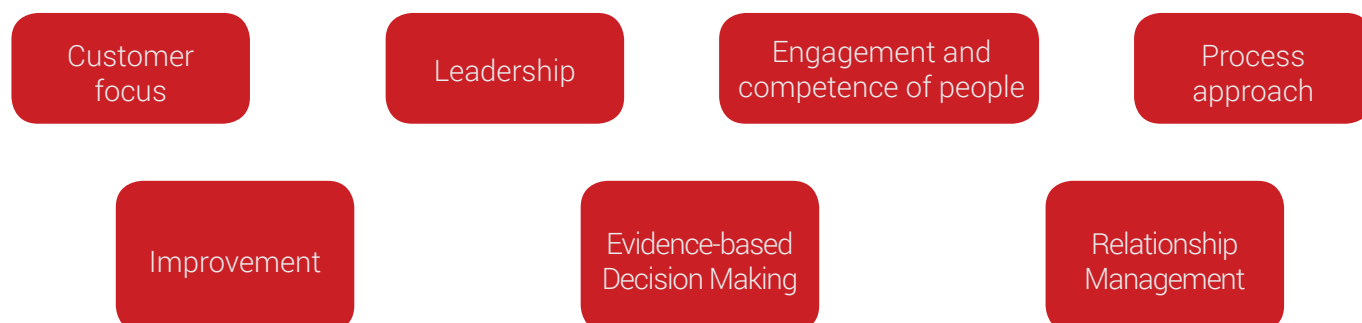 Customer
focus
Leadership
Engagement and
competence of people
Process
approach
Improvement
Evidence-based
Decision Making
Relationship
Management